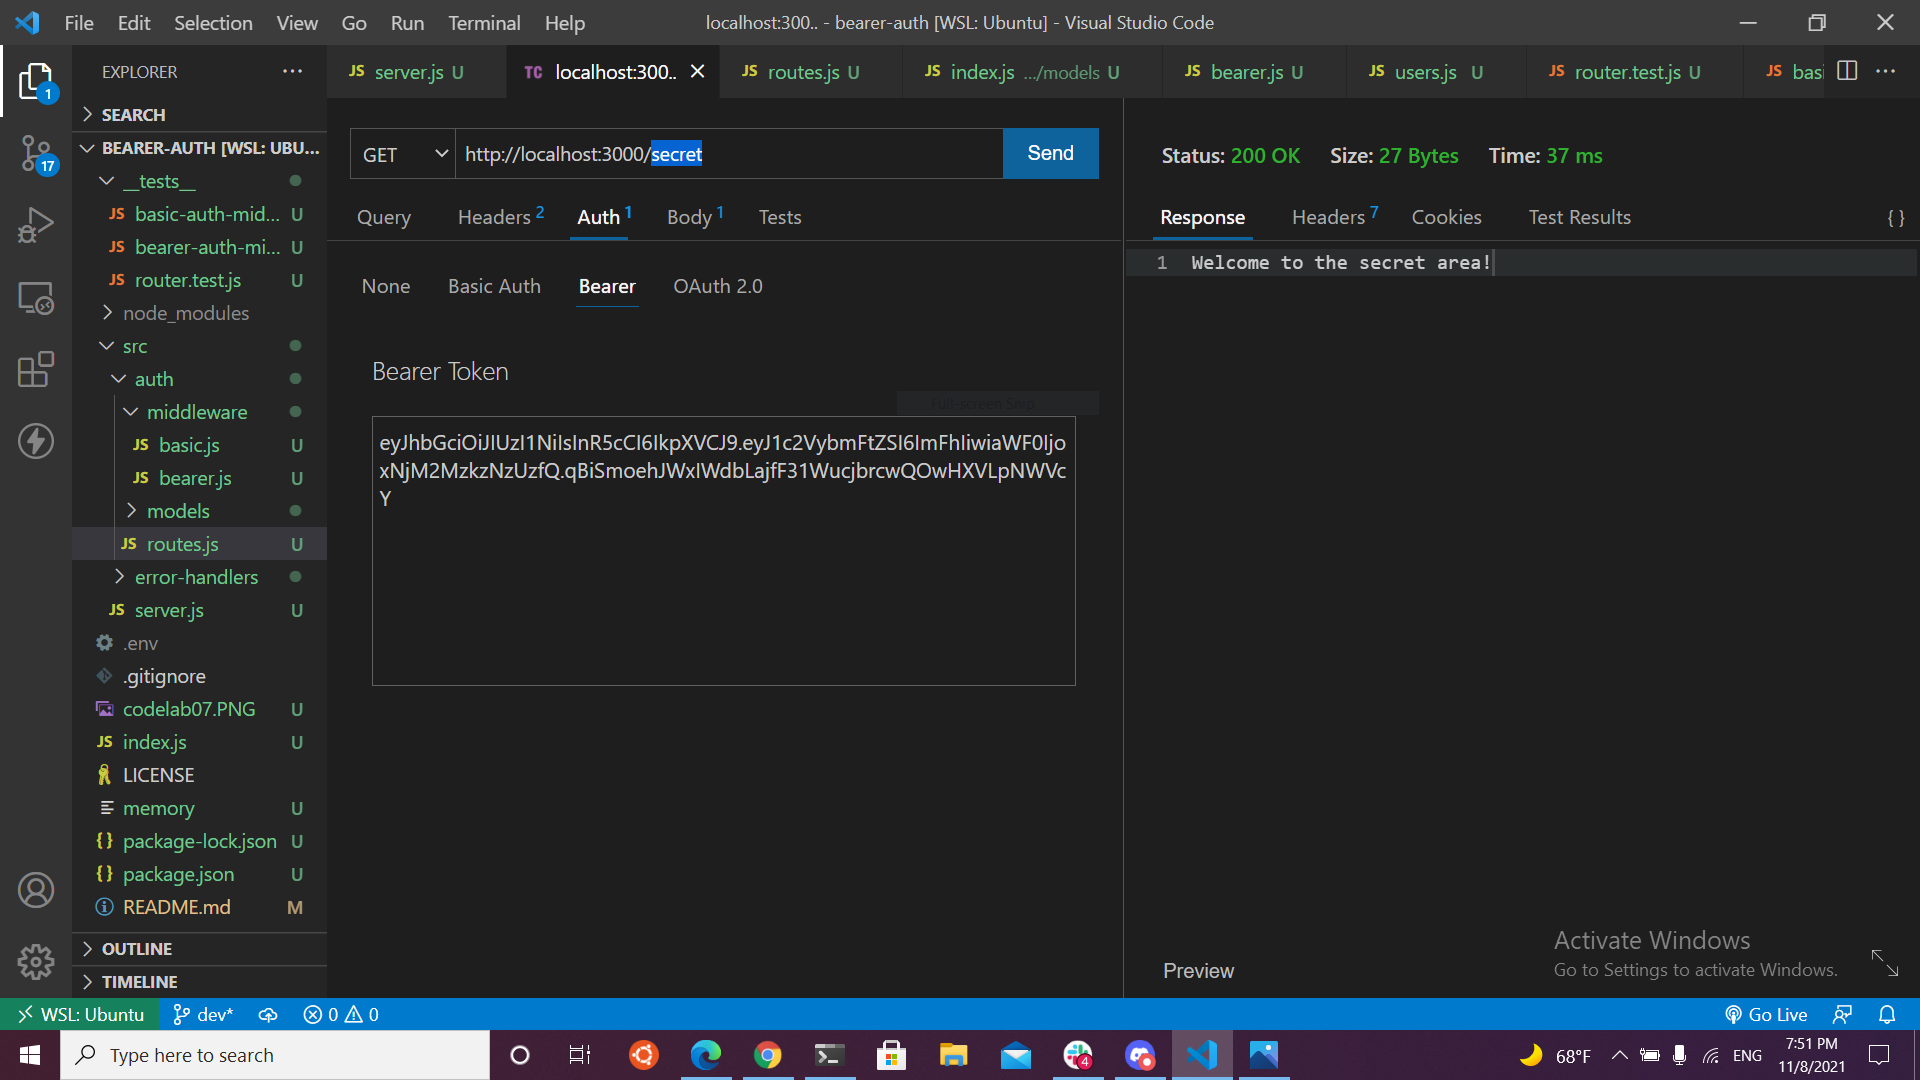 File Edit Selection View Go Run Terminal Help
localhost:300.. - bearer-auth [WSL: Ubuntu] - Visual Studio Code
EXPLORER
1
17
SEARCH
BEARER-AUTH [WSL: UBU...
__tests__
JS basic-auth-mid... U
JS bearer-auth-mi... U
JS router.test.js U
node_modules
src
auth
middleware
JS basic.js U
JS bearer.js U
models
JS routes.js U
error-handlers
JS server.js U
.env
.gitignore
codelab07.PNG U
JS index.js U
LICENSE
memory U
{} package-lock.json U
{} package.json U
README.md M
OUTLINE
TIMELINE
JS server.js U
TC localhost:300..
JS routes.js U
JS index.js .../models U
JS bearer.js U
JS users.js U
JS router.test.js U
JS basi
GET http://localhost:3000/secret Send
Query Headers 2 Auth 1 Body 1 Tests
None Basic Auth Bearer OAuth 2.0
Bearer Token
Full-screen Snip
eyJhbGciOiJIUzI1NiIsInR5cCI6IkpXVCJ9.eyJ1c2VybmFtZSI6ImFhIiwiaWF0Ijo
xNjM2MzkzNzUzfQ.qBiSmoehJWxIWdbLajfF31WucjbrcwQOwHXVLpNWVc
Y
Status: 200 OK Size: 27 Bytes Time: 37 ms
Response Headers 7 Cookies Test Results {}
1 Welcome to the secret area!
Preview
Activate Windows
Go to Settings to activate Windows.
WSL: Ubuntu dev* 0 0 Go Live
Type here to search
4
68°F ENG
7:51 PM
11/8/2021